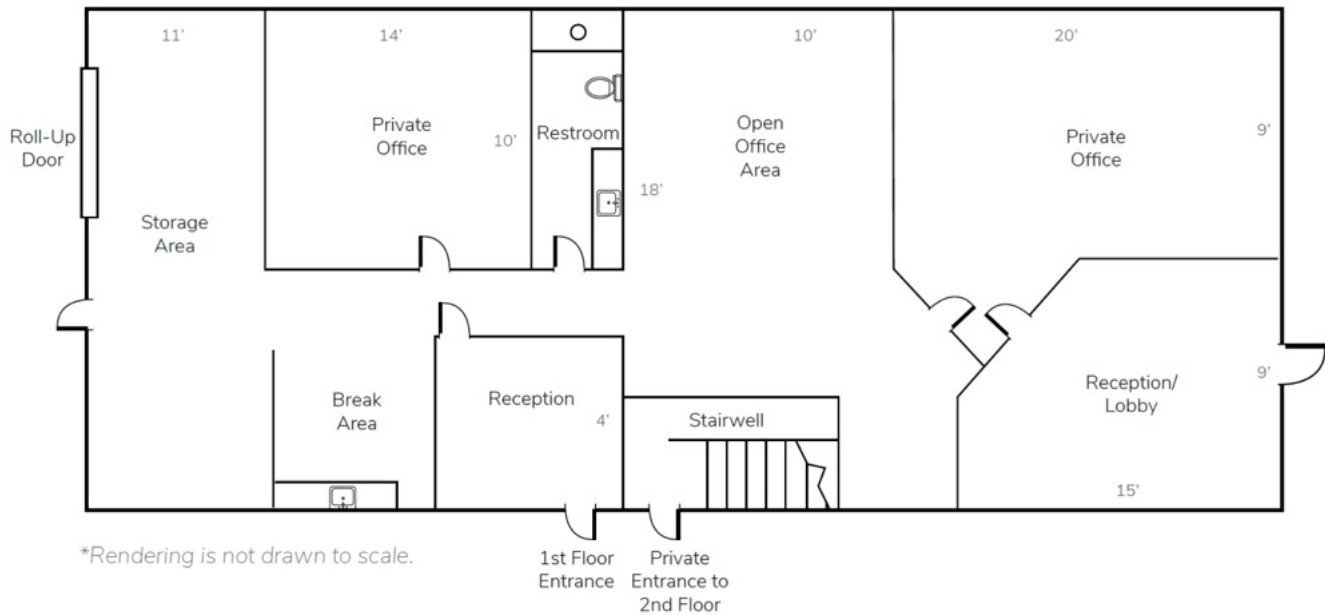 11’
14’
10’
20’
Roll-Up
Door
Private
Office
10’
Restroom
Open
Office
Area
Private
Office
9’
18’
Storage
Area
Break
Area
Reception
4’
Stairwell
Reception/
Lobby
9’
15’
*Rendering is not drawn to scale.
1st Floor
Entrance
Private
Entrance to
2nd Floor